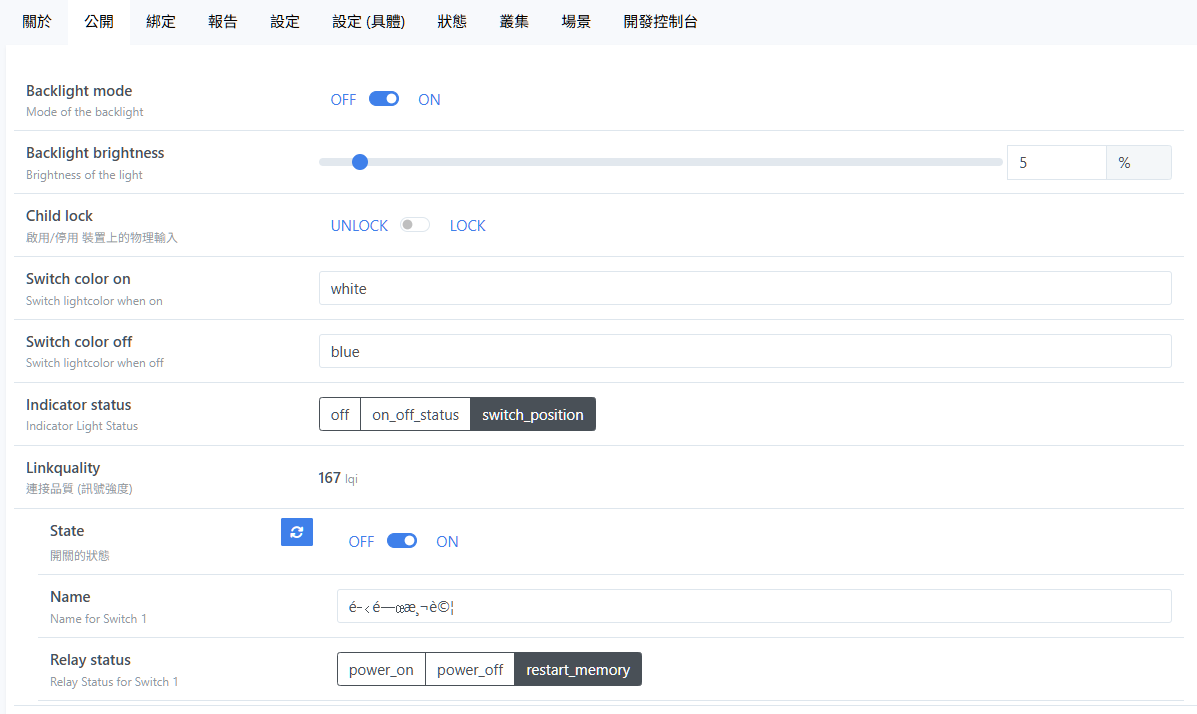 關於 公開 綁定 報告 設定 設定 (具體) 狀態 叢集 場景 開發控制台
Backlight mode
Mode of the backlight
OFF ON
Backlight brightness
Brightness of the light
5 %
Child lock
啟用/停用 裝置上的物理輸入
UNLOCK LOCK
Switch color on
Switch lightcolor when on
white
Switch color off
Switch lightcolor when off
blue
Indicator status
Indicator Light Status
off on_off_status switch_position
Linkquality
連接品質 (訊號強度)
167 lqi
State
開關的狀態
OFF ON
Name
Name for Switch 1
é–‹é—œæ¸¬è©¦
Relay status
Relay Status for Switch 1
power_on power_off restart_memory